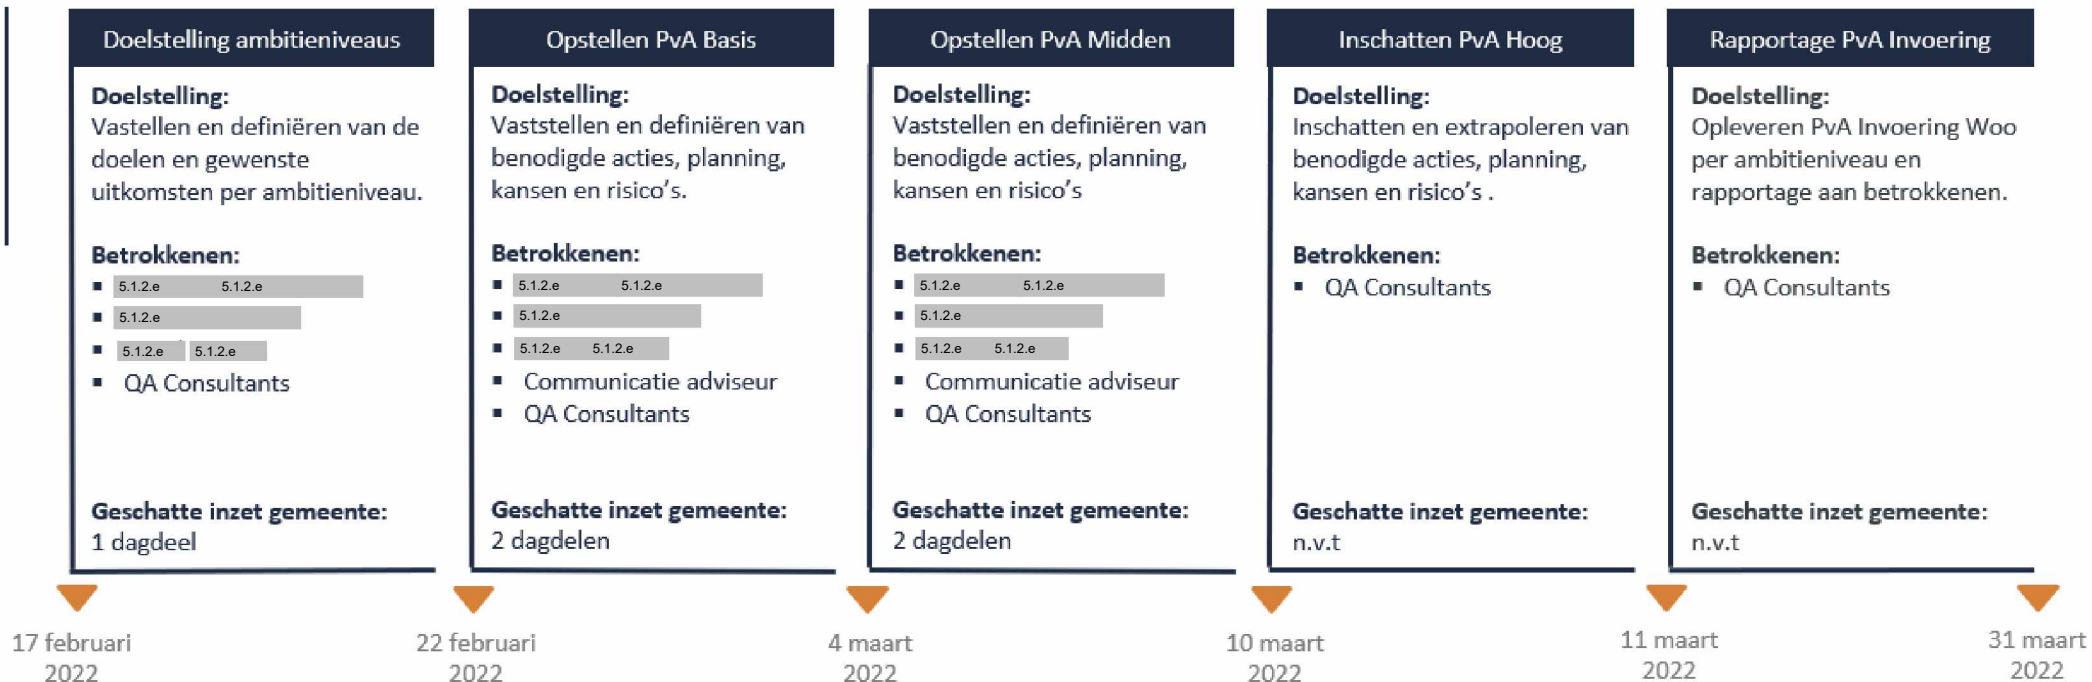 Doelstelling ambitieniveaus
Doelstelling:
Vastellen en definiëren van de
doelen en gewenste
uitkomsten per ambitieniveau.
Betrokkenen:
▪ 5.1.2.e 5.1.2.e
▪ 5.1.2.e
▪ 5.1.2.e 5.1.2.e
▪ QA Consultants
Geschatte inzet gemeente:
1 dagdeel
Opstellen PvA Basis
Doelstelling:
Vaststellen en definiëren van
benodigde acties, planning,
kansen en risico's.
Betrokkenen:
▪ 5.1.2.e 5.1.2.e
▪ 5.1.2.e
▪ 5.1.2.e 5.1.2.e
▪ Communicatie adviseur
▪ QA Consultants
Geschatte inzet gemeente:
2 dagdelen
Opstellen PvA Midden
Doelstelling:
Vaststellen en definiëren van
benodigde acties, planning,
kansen en risico's
Betrokkenen:
▪ 5.1.2.e 5.1.2.e
▪ 5.1.2.e
▪ 5.1.2.e 5.1.2.e
▪ Communicatie adviseur
▪ QA Consultants
Geschatte inzet gemeente:
2 dagdelen
Inschatten PvA Hoog
Doelstelling:
Inschatten en extrapoleren van
benodigde acties, planning,
kansen en risico's .
Betrokkenen:
▪ QA Consultants
Geschatte inzet gemeente:
n.v.t
Rapportage PvA Invoering
Doelstelling:
Opleveren PvA Invoering Woo
per ambitieniveau en
rapportage aan betrokkenen.
Betrokkenen:
▪ QA Consultants
Geschatte inzet gemeente:
n.v.t
17 februari
2022
22 februari
2022
4 maart
2022
10 maart
2022
11 maart
2022
31 maart
2022